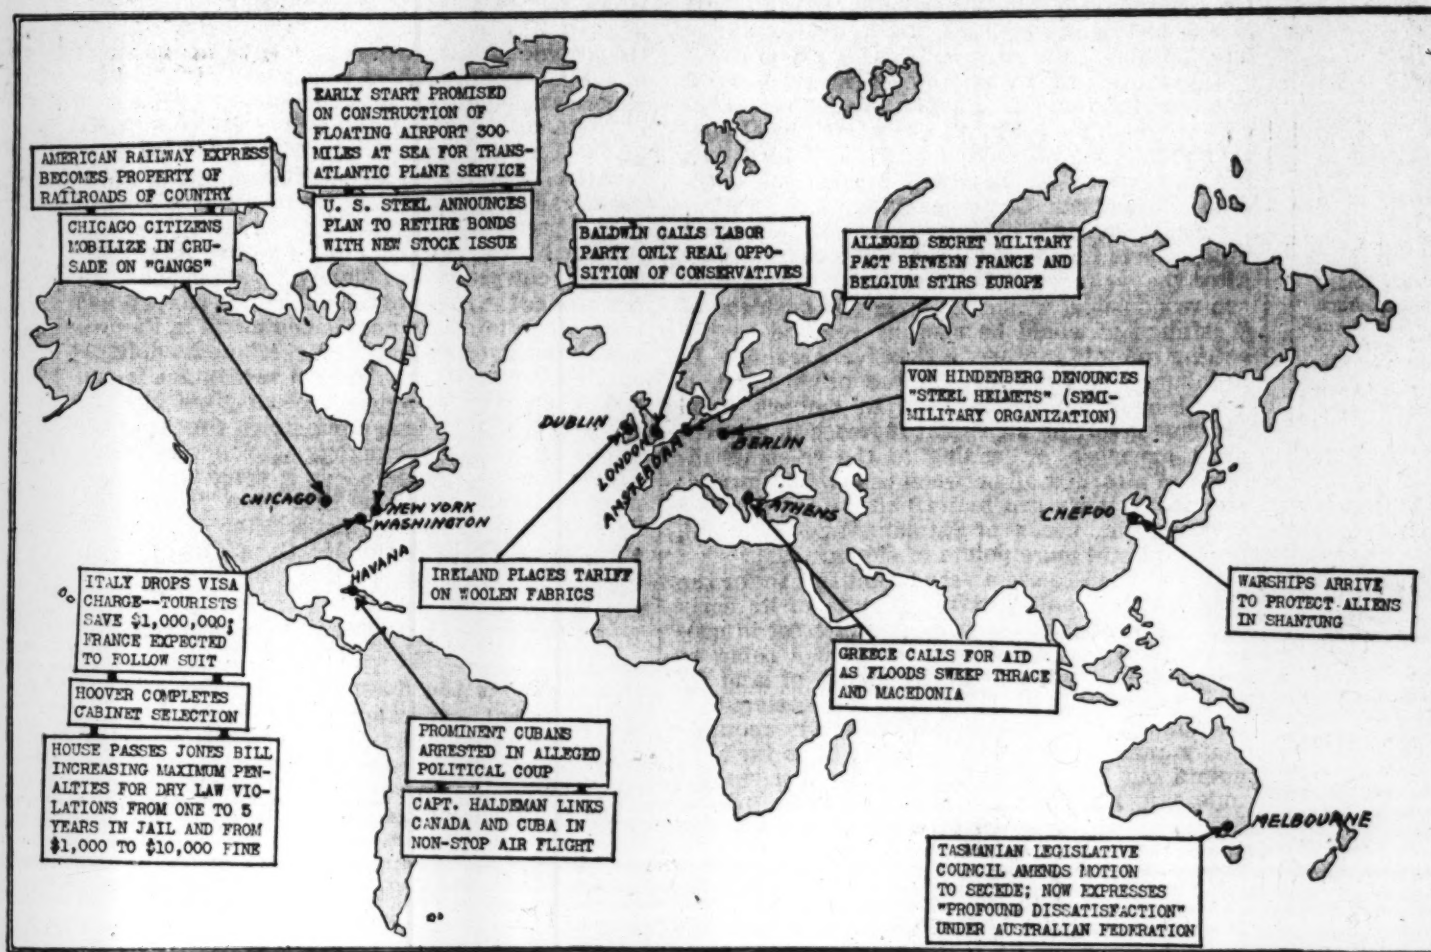 EARLY START PROMISED
ON CONSTRUCTION OF
FLOATING AIRPORT 300
MILES AT SEA FOR TRANS-
ATLANTIC PLANE SERVICE
U. S. STEEL ANNOUNCES
PLAN TO RETIRE BONDS
WITH NEW STOCK ISSUE
AMERICAN RAILWAY EXPRESS
BECOMES PROPERTY OF
RAILROADS OF COUNTRY
CHICAGO CITIZENS
MOBILIZE IN CRU-
SADE ON "GANGS"
BALDWIN CALLS LABOR
PARTY ONLY REAL OPPO-
SITION OF CONSERVATIVES
ALLEGED SECRET MILITARY
PACT BETWEEN FRANCE AND
BELGIUM STIRS EUROPE
VON HINDENBERG DENOUNCES
"STEEL HELMETS" (SEMI-
MILITARY ORGANIZATION)
DUBLIN
LONDON
AMSTERDAM
BERLIN
ATHENS
CHEFOO
CHICAGO
NEW YORK
WASHINGTON
HAVANA
ITALY DROPS VISA
CHARGE--TOURISTS
SAVE $1,000,000;
FRANCE EXPECTED
TO FOLLOW SUIT
HOOVER COMPLETES
CABINET SELECTION
HOUSE PASSES JONES BILL
INCREASING MAXIMUM PEN-
ALTIES FOR DRY LAW VIO-
LATIONS FROM ONE TO 5
YEARS IN JAIL AND FROM
$1,000 TO $10,000 FINE
IRELAND PLACES TARIFF
ON WOOLEN FABRICS
PROMINENT CUBANS
ARRESTED IN ALLEGED
POLITICAL COUP
CAPT. HALDEMAN LINKS
CANADA AND CUBA IN
NON-STOP AIR FLIGHT
GREECE CALLS FOR AID
AS FLOODS SWEEP THRACE
AND MACEDONIA
WARSHIPS ARRIVE
TO PROTECT ALIENS
IN SHANTUNG
MELBOURNE
TASMANIAN LEGISLATIVE
COUNCIL AMENDS MOTION
TO SECEDE; NOW EXPRESSES
"PROFOUND DISSATISFACTION"
UNDER AUSTRALIAN FEDERATION